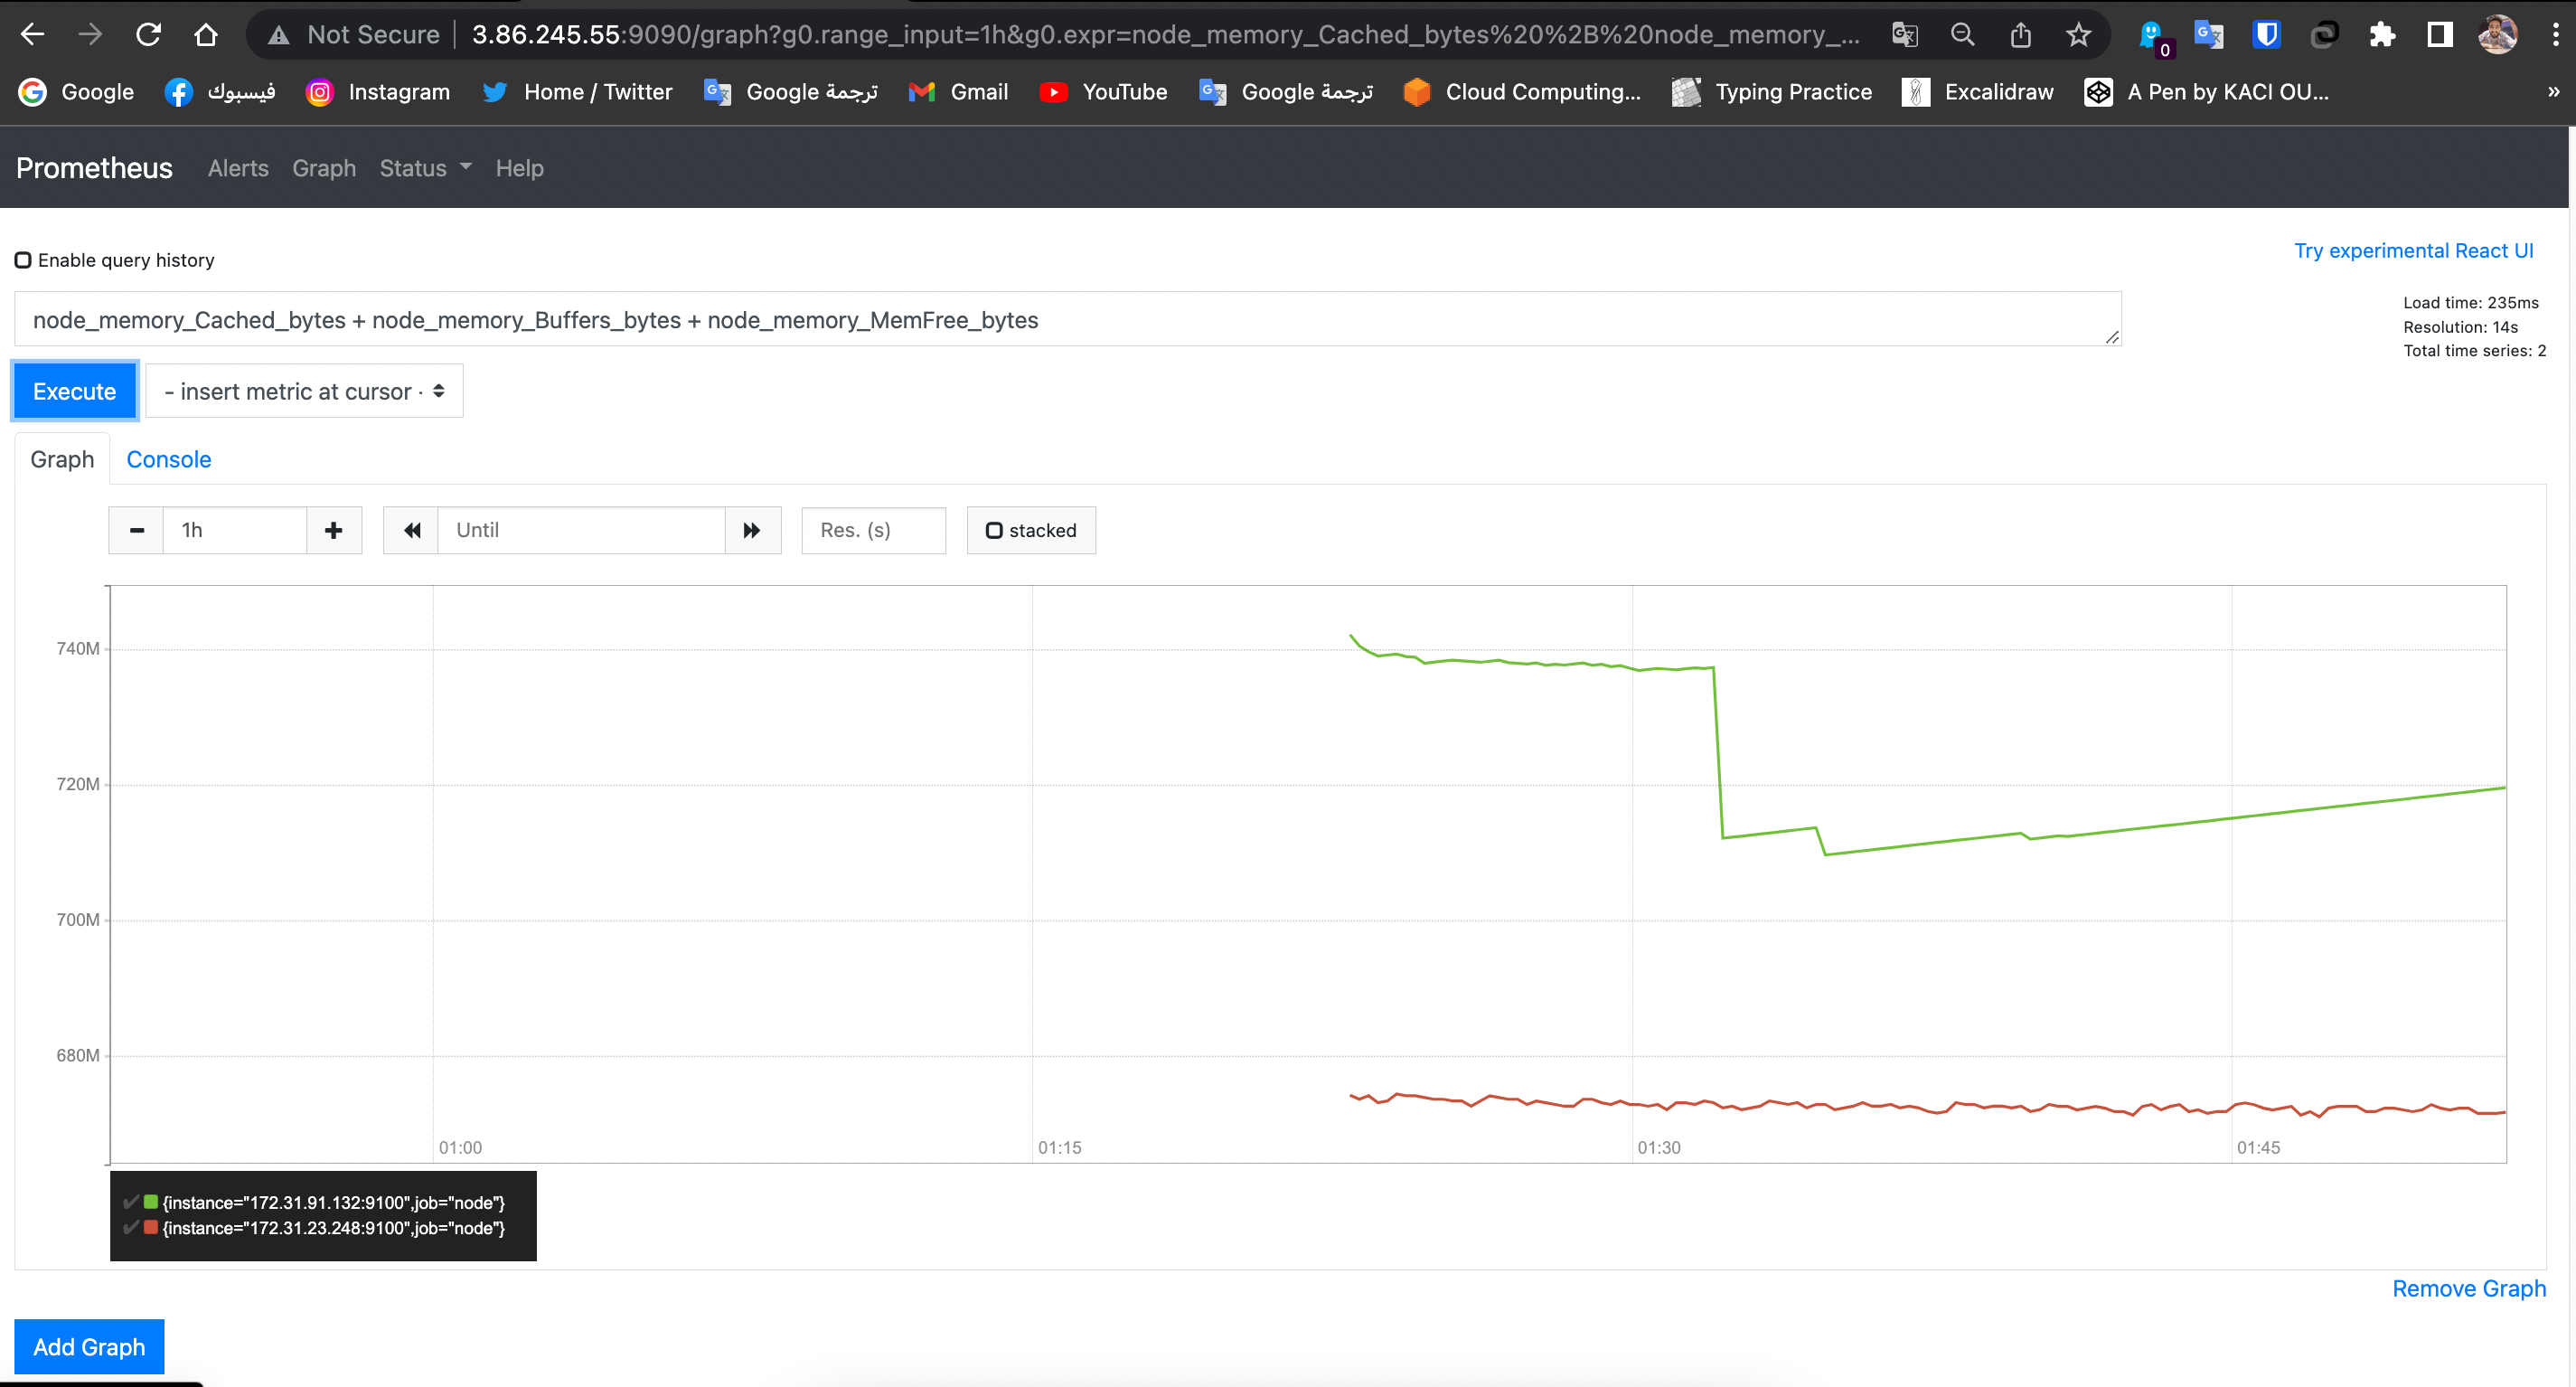 Not Secure 3.86.245.55:9090/graph?g0.range_input=1h&g0.expr=node_memory_Cached_bytes%20%2B%20node_memory_... 0
Google فيسبوك Instagram Home / Twitter ترجمة Google Gmail YouTube ترجمة Google Cloud Computing... Typing Practice Excalidraw A Pen by KACI OU... »
Prometheus Alerts Graph Status Help
Enable query history
Try experimental React UI
node_memory_Cached_bytes + node_memory_Buffers_bytes + node_memory_MemFree_bytes
Load time: 235ms
Resolution: 14s
Total time series: 2
Execute - insert metric at cursor -
Graph Console
1h Until Res. (s) stacked
740M
720M
700M
680M
01:00 01:15 01:30 01:45
✔ {instance="172.31.91.132:9100",job="node"}
✔ {instance="172.31.23.248:9100",job="node"}
Remove Graph
Add Graph